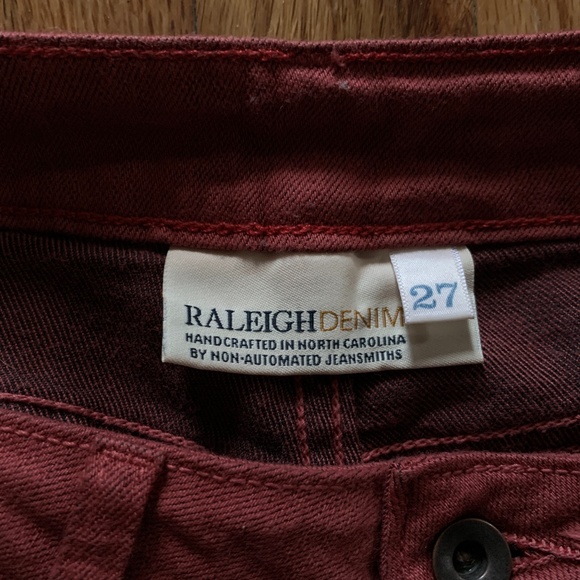 RALEIGHDENIM
HANDCRAFTED IN NORTH CAROLINA
BY NON-AUTOMATED JEANSMITHS
27